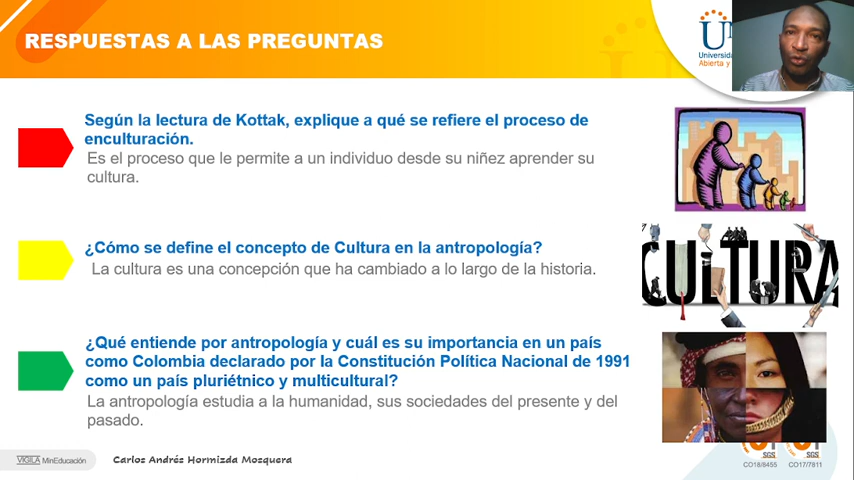 RESPUESTAS A LAS PREGUNTAS
UN
Universida
Abierta y
Según la lectura de Kottak, explique a qué se refiere el proceso de
enculturación.
Es el proceso que le permite a un individuo desde su niñez aprender su
cultura.
¿Cómo se define el concepto de Cultura en la antropología?
La cultura es una concepción que ha cambiado a lo largo de la historia.
CULTURA
¿Qué entiende por antropología y cuál es su importancia en un país
como Colombia declarado por la Constitución Política Nacional de 1991
como un país pluriétnico y multicultural?
La antropología estudia a la humanidad, sus sociedades del presente y del
pasado.
VIGILADA MinEducación
Carlos Andrés Hormizda Mosquera
SGS SGS
CO18/8455 CO17/7811